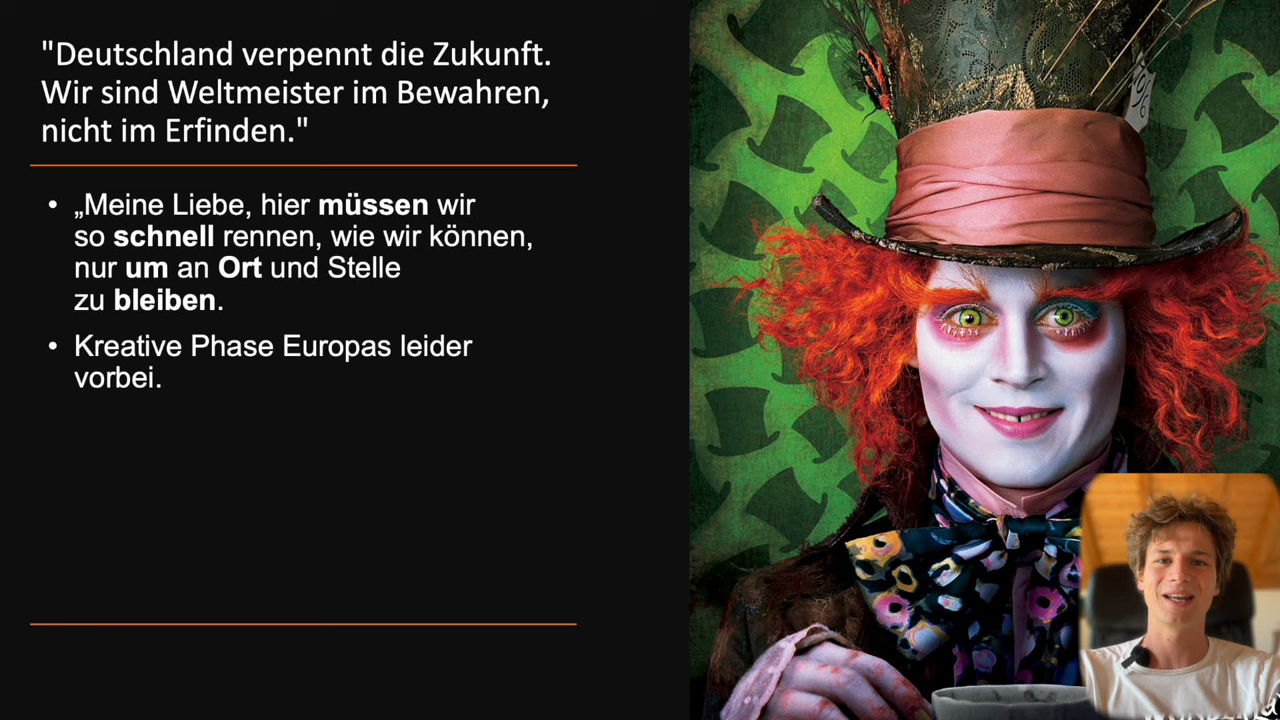 "Deutschland verpennt die Zukunft.
Wir sind Weltmeister im Bewahren,
nicht im Erfinden."
• „Meine Liebe, hier müssen wir
so schnell rennen, wie wir können,
nur um an Ort und Stelle
zu bleiben.
• Kreative Phase Europas leider
vorbei.